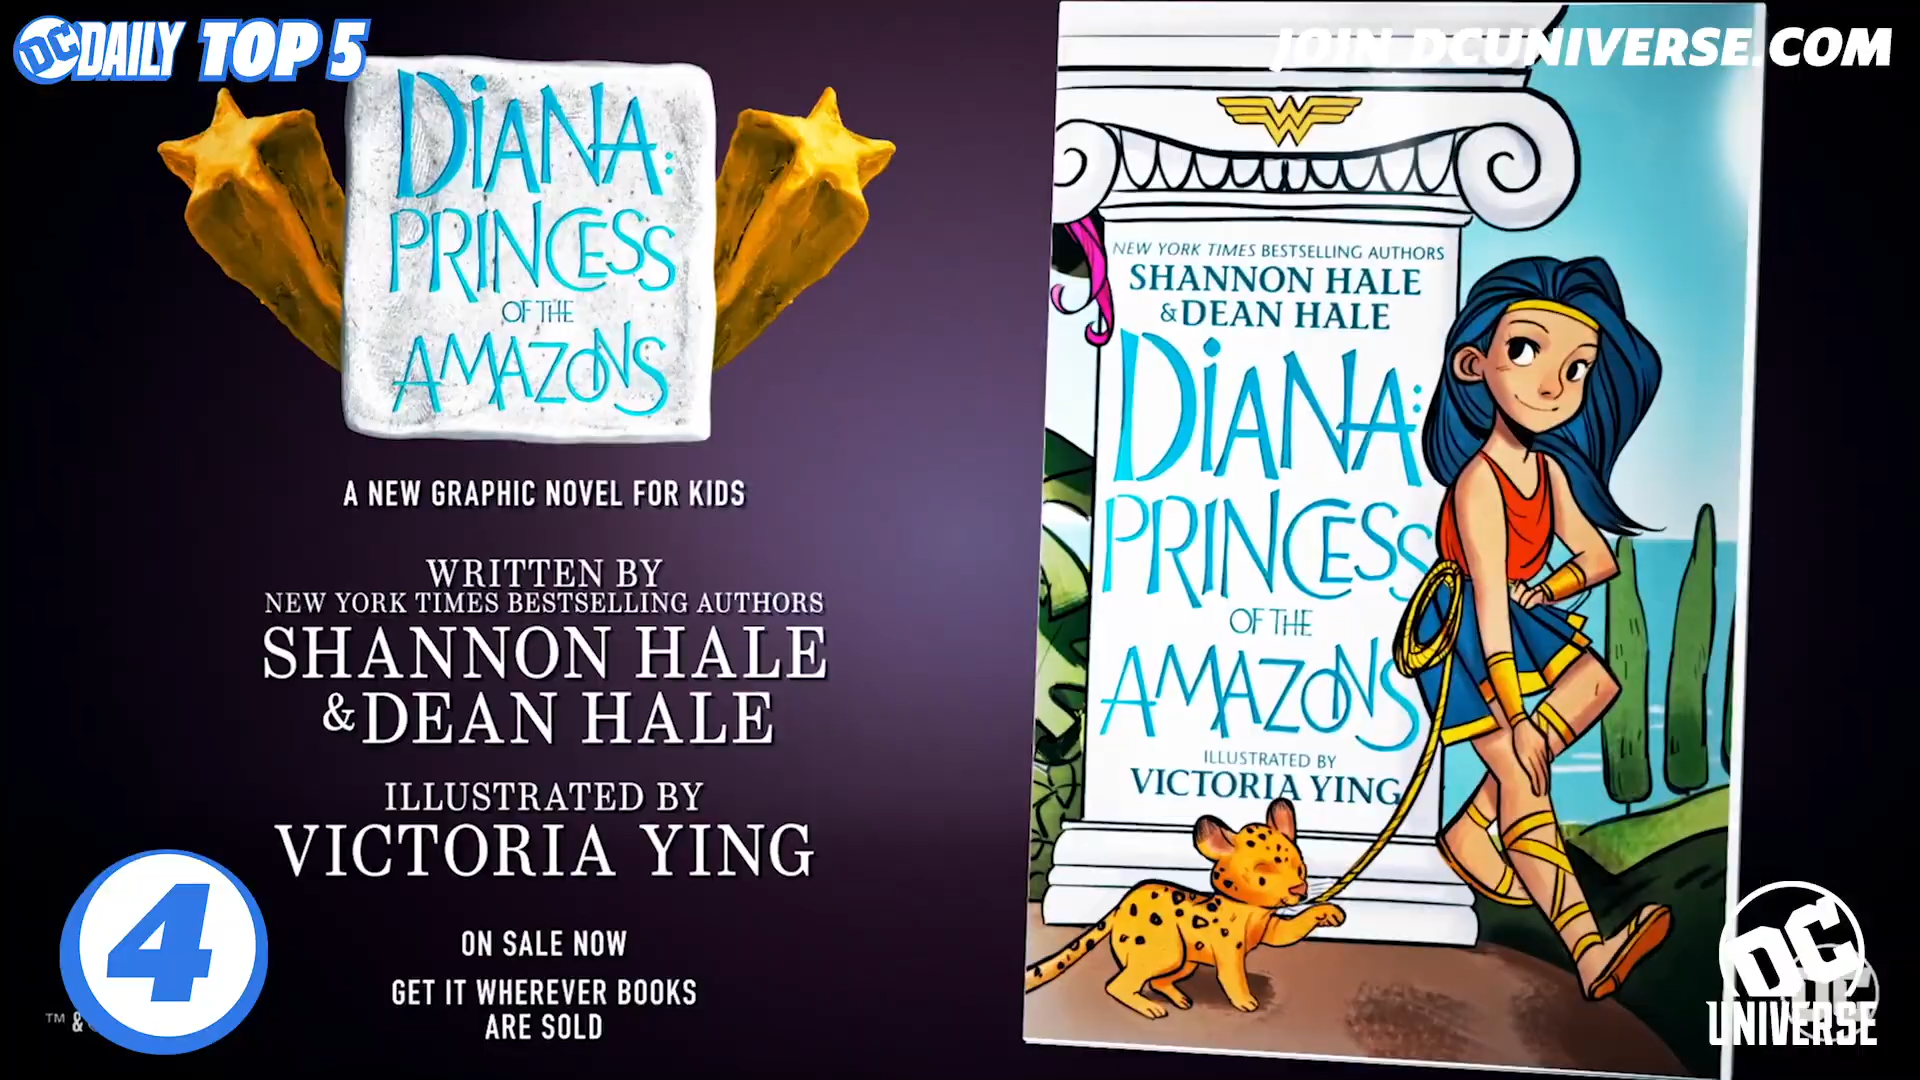 DC DAILY TOP 5
JOIN.DCUNIVERSE.COM
DIANA:
PRINCESS
OF THE
AMAZONS
A NEW GRAPHIC NOVEL FOR KIDS
WRITTEN BY
NEW YORK TIMES BESTSELLING AUTHORS
SHANNON HALE
& DEAN HALE
ILLUSTRATED BY
VICTORIA YING
ON SALE NOW
GET IT WHEREVER BOOKS
ARE SOLD
4
™ &
W
NEW YORK TIMES BESTSELLING AUTHORS
SHANNON HALE
& DEAN HALE
DIANA:
PRINCESS
OF THE
AMAZONS
ILLUSTRATED BY
VICTORIA YING
DC
UNIVERSE